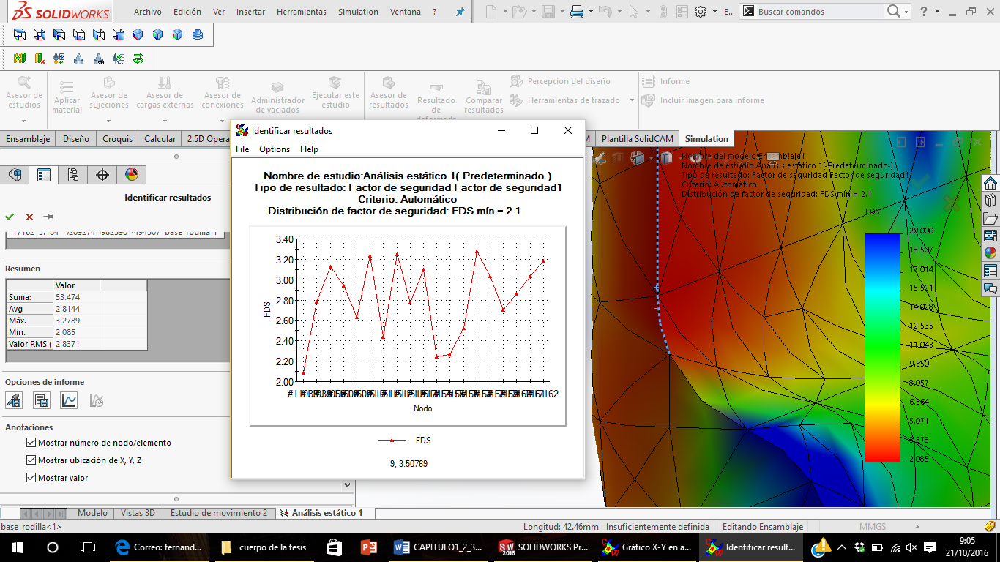 SOLIDWORKS
Archivo Edición Ver Insertar Herramientas Simulation Ventana ?
E...
Buscar comandos
?
Asesor de estudios
Aplicar material
Asesor de sujeciones
Asesor de cargas externas
Asesor de conexiones
Administrador de vaciados
Ejecutar este estudio
Asesor de resultados
Resultado de deformada
Comparar resultados
Percepción del diseño
Herramientas de trazado
Informe
Incluir imagen para informe
Ensamblaje Diseño Croquis Calcular 2.5D Opera
M Plantilla SolidCAM Simulation
Identificar resultados
17162 3.184
base_rodilla-1
Resumen
Valor
Suma: 53.474
Avg 2.8144
Máx. 3.2789
Mín. 2.085
Valor RMS ( 2.8371
Opciones de informe
Anotaciones
Mostrar número de nodo/elemento
Mostrar ubicación de X, Y, Z
Mostrar valor
Identificar resultados
File Options Help
Nombre de estudio:Análisis estático 1(-Predeterminado-)
Tipo de resultado: Factor de seguridad Factor de seguridad1
Criterio: Automático
Distribución de factor de seguridad: FDS mín = 2.1
3.40
3.20
3.00
2.80
2.60
2.40
2.20
2.00
FDS
Nodo
FDS
9, 3.50769
Nombre del modelo:Ensamblaje1
Nombre de estudio:Análisis estático 1(-Predeterminado-)
Tipo de resultado: Factor de seguridad Factor de seguridad1
Criterio: Automático
Distribución de factor de seguridad: FDS mín = 2.1
FDS
20.000
18.507
17.014
15.521
14.028
12.535
11.043
9.550
8.057
6.564
5.071
3.578
2.085
Modelo Vistas 3D Estudio de movimiento 2 Análisis estático 1
base_rodilla<1>
Longitud: 42.46mm Insuficientemente definida Editando Ensamblaje MMGS
Correo: fernand...
cuerpo de la tesis
CAPITULO1_2_3...
SOLIDWORKS Pr...
Gráfico X-Y en a...
Identificar result...
9:05
21/10/2016